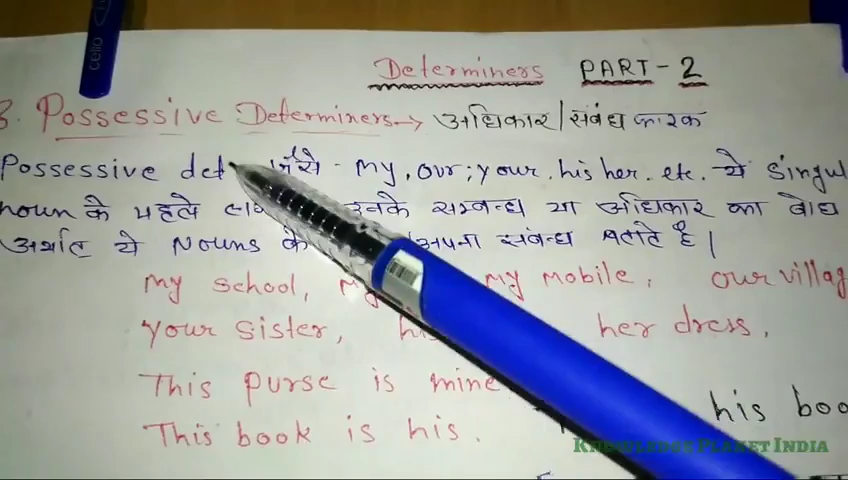 celio
Determiners PART-2
3. Possessive Determiners→ अधिकार/संबंध कारक
Possessive det जैसे - my, our, your, his her. etc. ये Singul
noun के पहले उनके सम्बन्ध या अधिकार का बोध
अर्थात ये Nouns के अपना संबंध बताते है।
my school, my mobile, our villag
your sister, her dress,
This purse is mine.
his boo
This book is his.
Knowledge Planet India